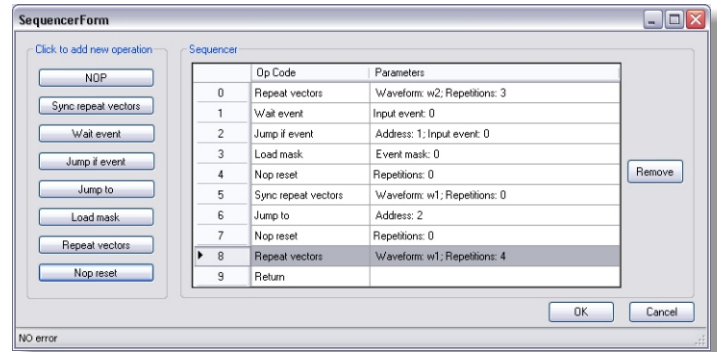 SequencerForm
Click to add new operation
NOP
Sync repeat vectors
Wait event
Jump if event
Jump to
Load mask
Repeat vectors
Nop reset
Sequencer
Op Code Parameters
0 Repeat vectors Waveform: w2; Repetitions: 3
1 Wait event Input event: 0
2 Jump if event Address: 1; Input event: 0
3 Load mask Event mask: 0
4 Nop reset Repetitions: 0
5 Sync repeat vectors Waveform: w1; Repetitions: 0
6 Jump to Address: 2
7 Nop reset Repetitions: 0
8 Repeat vectors Waveform: w1; Repetitions: 4
9 Return
Remove
OK Cancel
NO error